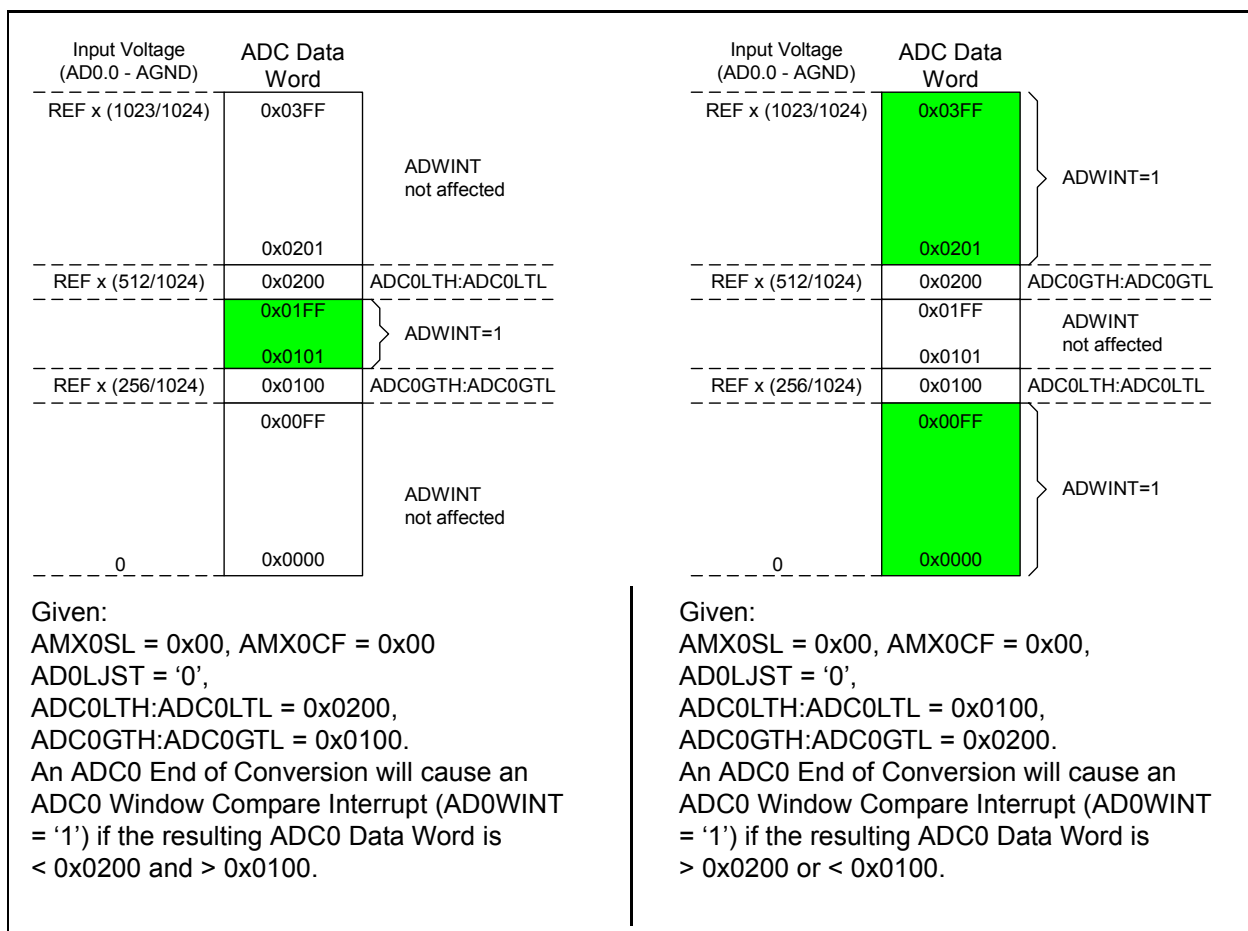 Input Voltage
(AD0.0 - AGND)
ADC Data
Word
REF x (1023/1024)
0x03FF
ADWINT
not affected
0x0201
REF x (512/1024)
0x0200
ADC0LTH:ADC0LTL
0x01FF
ADWINT=1
0x0101
REF x (256/1024)
0x0100
ADC0GTH:ADC0GTL
0x00FF
ADWINT
not affected
0
0x0000
Given:
AMX0SL = 0x00, AMX0CF = 0x00
AD0LJST = ‘0’,
ADC0LTH:ADC0LTL = 0x0200,
ADC0GTH:ADC0GTL = 0x0100.
An ADC0 End of Conversion will cause an
ADC0 Window Compare Interrupt (AD0WINT
= ‘1’) if the resulting ADC0 Data Word is
< 0x0200 and > 0x0100.
Input Voltage
(AD0.0 - AGND)
ADC Data
Word
REF x (1023/1024)
0x03FF
ADWINT=1
0x0201
REF x (512/1024)
0x0200
ADC0GTH:ADC0GTL
0x01FF
ADWINT
not affected
0x0101
REF x (256/1024)
0x0100
ADC0LTH:ADC0LTL
0x00FF
ADWINT=1
0
0x0000
Given:
AMX0SL = 0x00, AMX0CF = 0x00,
AD0LJST = ‘0’,
ADC0LTH:ADC0LTL = 0x0100,
ADC0GTH:ADC0GTL = 0x0200.
An ADC0 End of Conversion will cause an
ADC0 Window Compare Interrupt (AD0WINT
= ‘1’) if the resulting ADC0 Data Word is
> 0x0200 or < 0x0100.